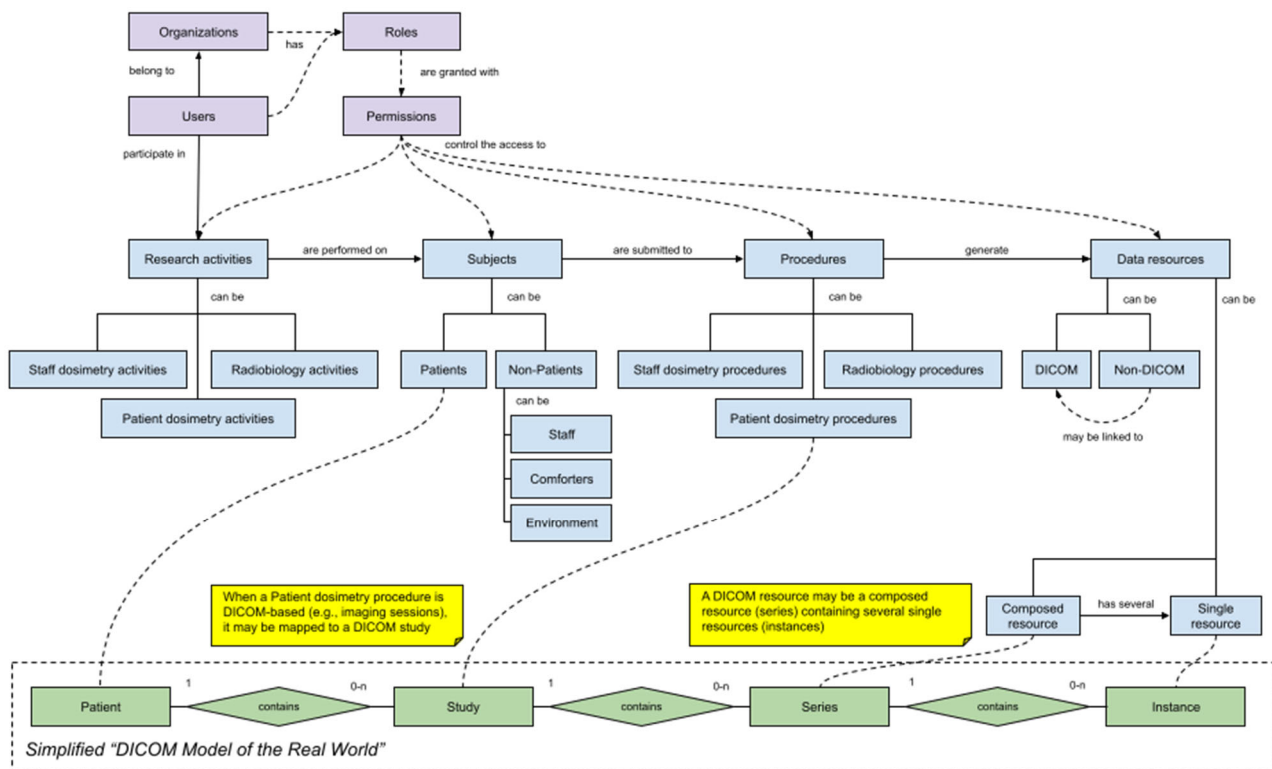 Organizations
has
Roles
belong to
are granted with
Users
Permissions
participate in
control the access to
Research activities
are performed on
Subjects
are submitted to
Procedures
generate
Data resources
can be
can be
can be
can be
can be
Staff dosimetry activities
Radiobiology activities
Patients
Non-Patients
Staff dosimetry procedures
Radiobiology procedures
DICOM
Non-DICOM
Patient dosimetry activities
can be
Patient dosimetry procedures
Staff
may be linked to
Comforters
Environment
When a Patient dosimetry procedure is
DICOM-based (e.g., imaging sessions),
it may be mapped to a DICOM study
A DICOM resource may be a composed
resource (series) containing several single
resources (instances)
Composed
resource
has several
Single
resource
Patient
1
contains
0-n
Study
1
contains
0-n
Series
1
contains
0-n
Instance
Simplified “DICOM Model of the Real World”